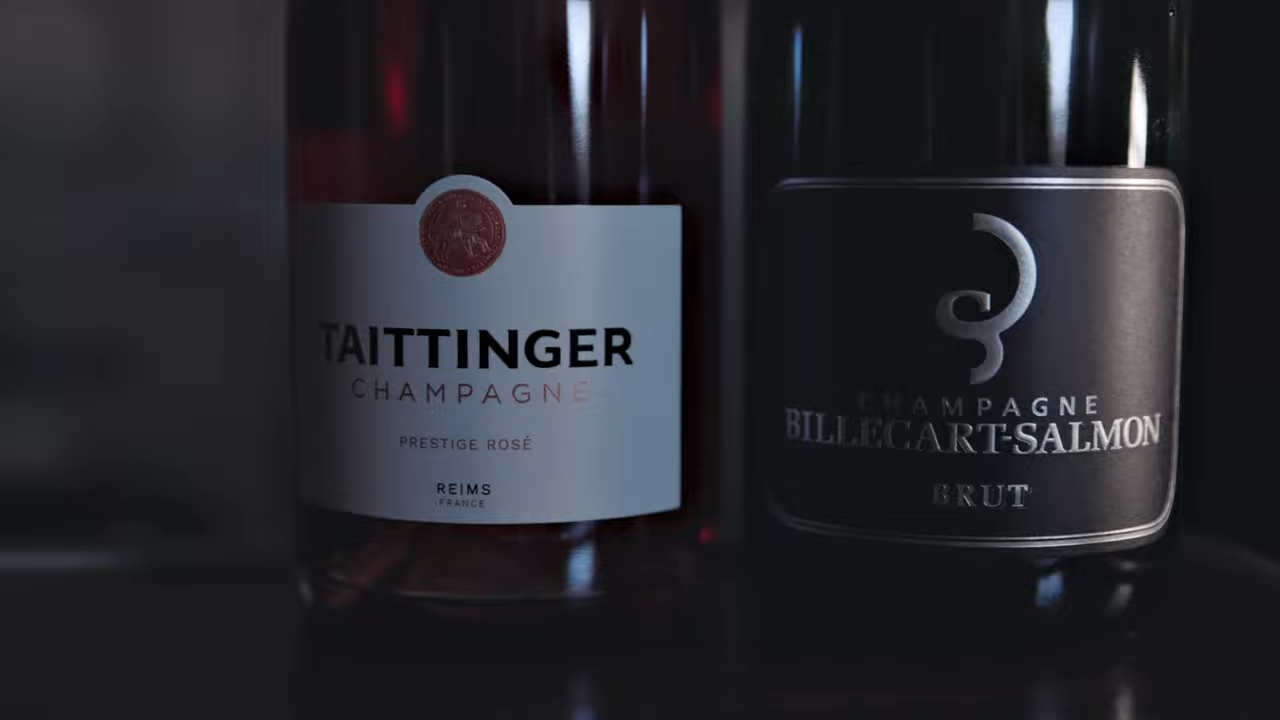 TAITTINGER
CHAMPAGNE
PRESTIGE ROSÉ
REIMS
FRANCE
CHAMPAGNE
BILLECART-SALMON
BRUT